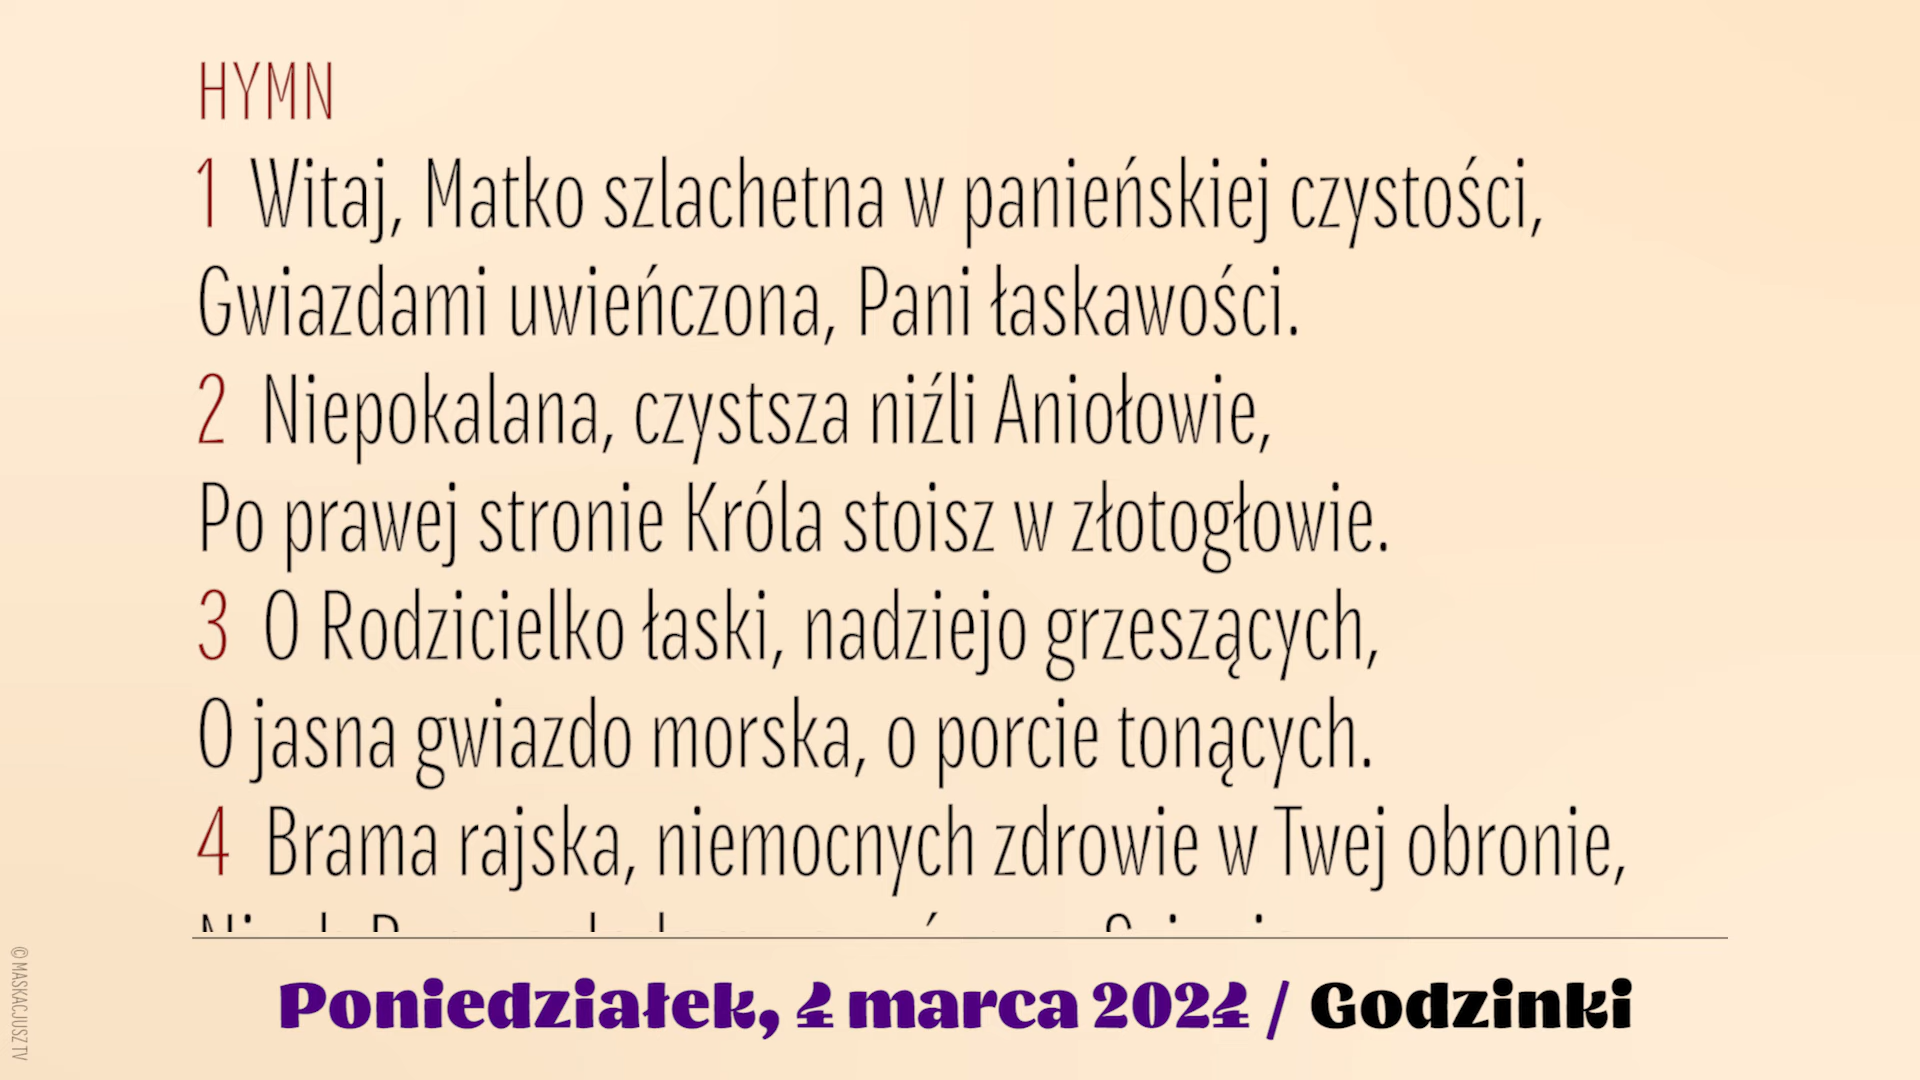 HYMN
1 Witaj, Matko szlachetna w panieńskiej czystości,
Gwiazdami uwieńczona, Pani łaskawości.
2 Niepokalana, czystsza niźli Aniołowie,
Po prawej stronie Króla stoisz w złotogłowie.
3 O Rodzicielko łaski, nadziejo grzeszących,
O jasna gwiazdo morska, o porcie tonących.
4 Brama rajska, niemocnych zdrowie w Twej obronie,
Poniedziałek, 4 marca 2024 / Godzinki
© MASKACJUSZ TV